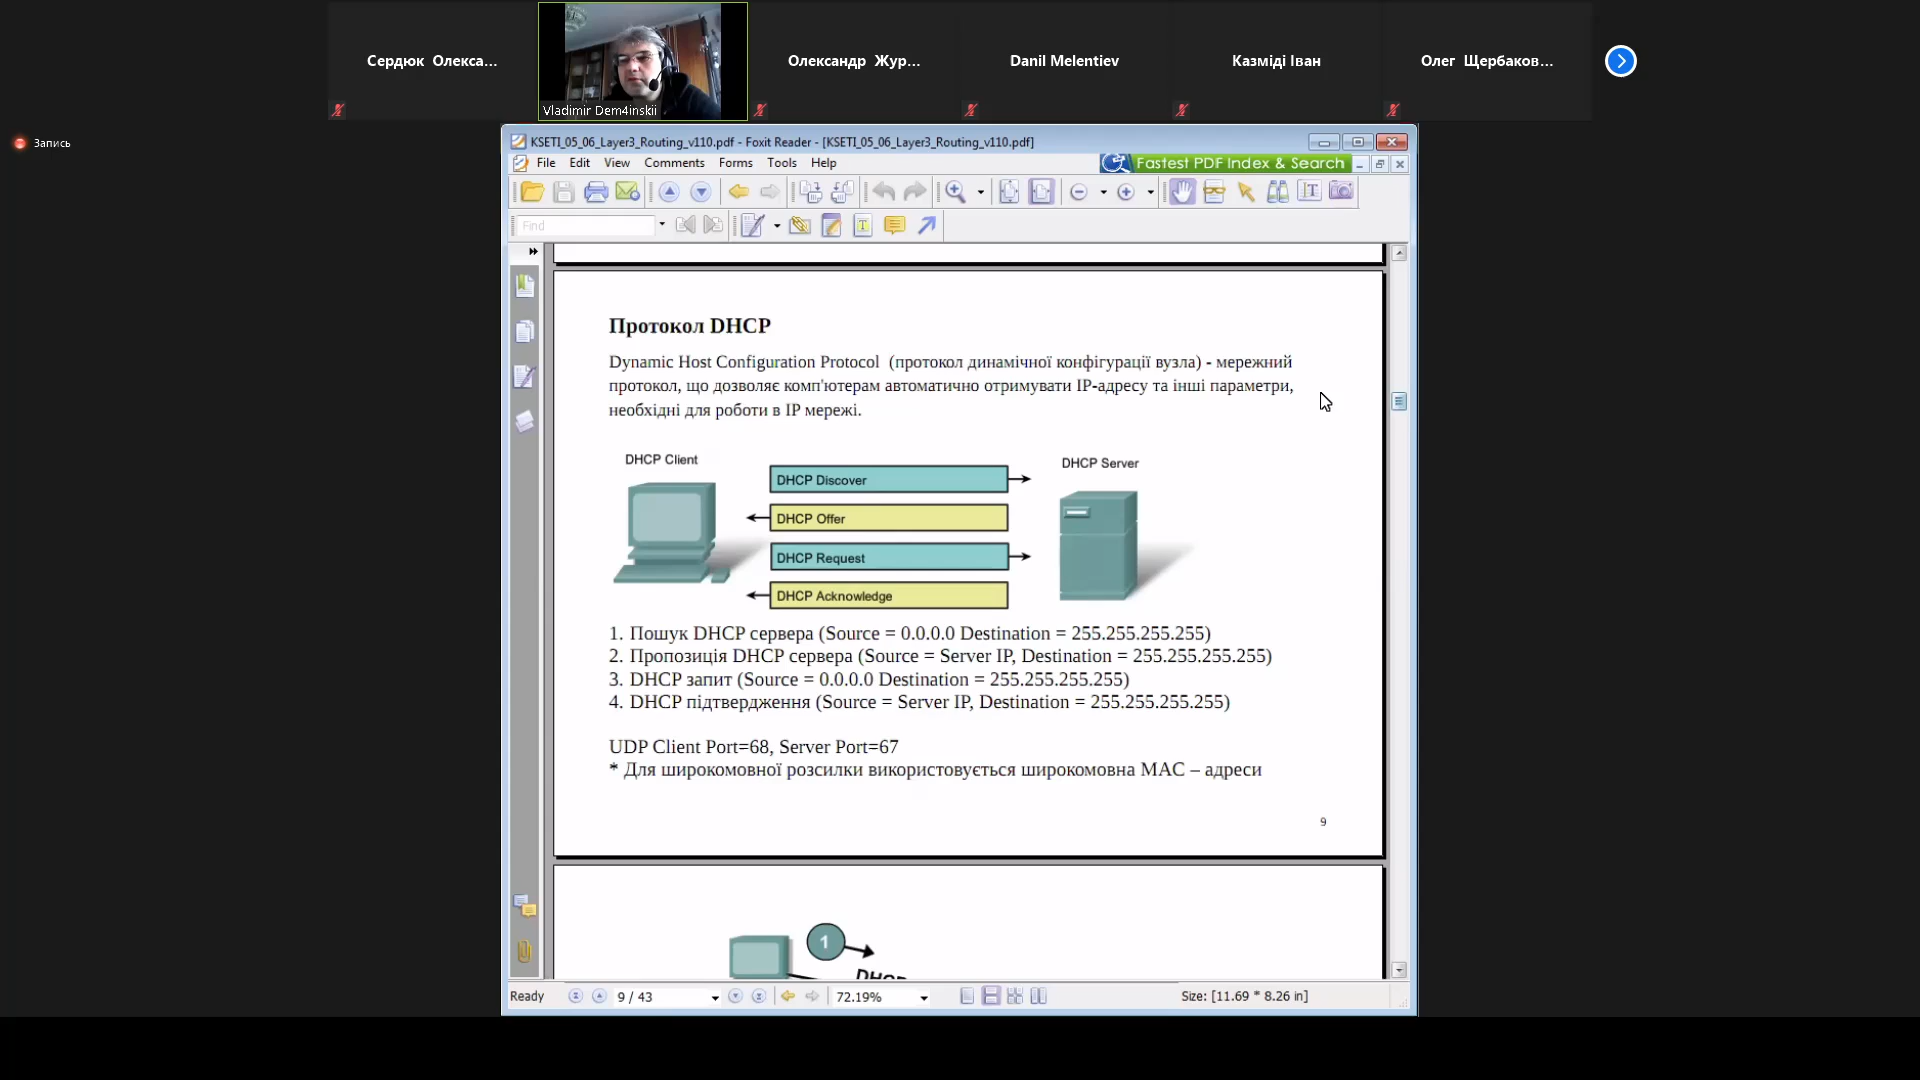 Сердюк Олекса...
Vladimir Dem4inskii
Олександр Жур...
Danil Melentiev
Казміді Іван
Олег Щербаков...
Запись
KSETI_05_06_Layer3_Routing_v110.pdf - Foxit Reader - [KSETI_05_06_Layer3_Routing_v110.pdf]
File Edit View Comments Forms Tools Help
Fastest PDF Index & Search
Find
Протокол DHCP
Dynamic Host Configuration Protocol (протокол динамічної конфігурації вузла) - мережний
протокол, що дозволяє комп'ютерам автоматично отримувати IP-адресу та інші параметри,
необхідні для роботи в IP мережі.
DHCP Client
DHCP Server
DHCP Discover
DHCP Offer
DHCP Request
DHCP Acknowledge
1. Пошук DHCP сервера (Source = 0.0.0.0 Destination = 255.255.255.255)
2. Пропозиція DHCP сервера (Source = Server IP, Destination = 255.255.255.255)
3. DHCP запит (Source = 0.0.0.0 Destination = 255.255.255.255)
4. DHCP підтвердження (Source = Server IP, Destination = 255.255.255.255)
UDP Client Port=68, Server Port=67
* Для широкомовної розсилки використовується широкомовна MAC – адреси
9
1
Ready
9 / 43
72.19%
Size: [11.69 * 8.26 in]